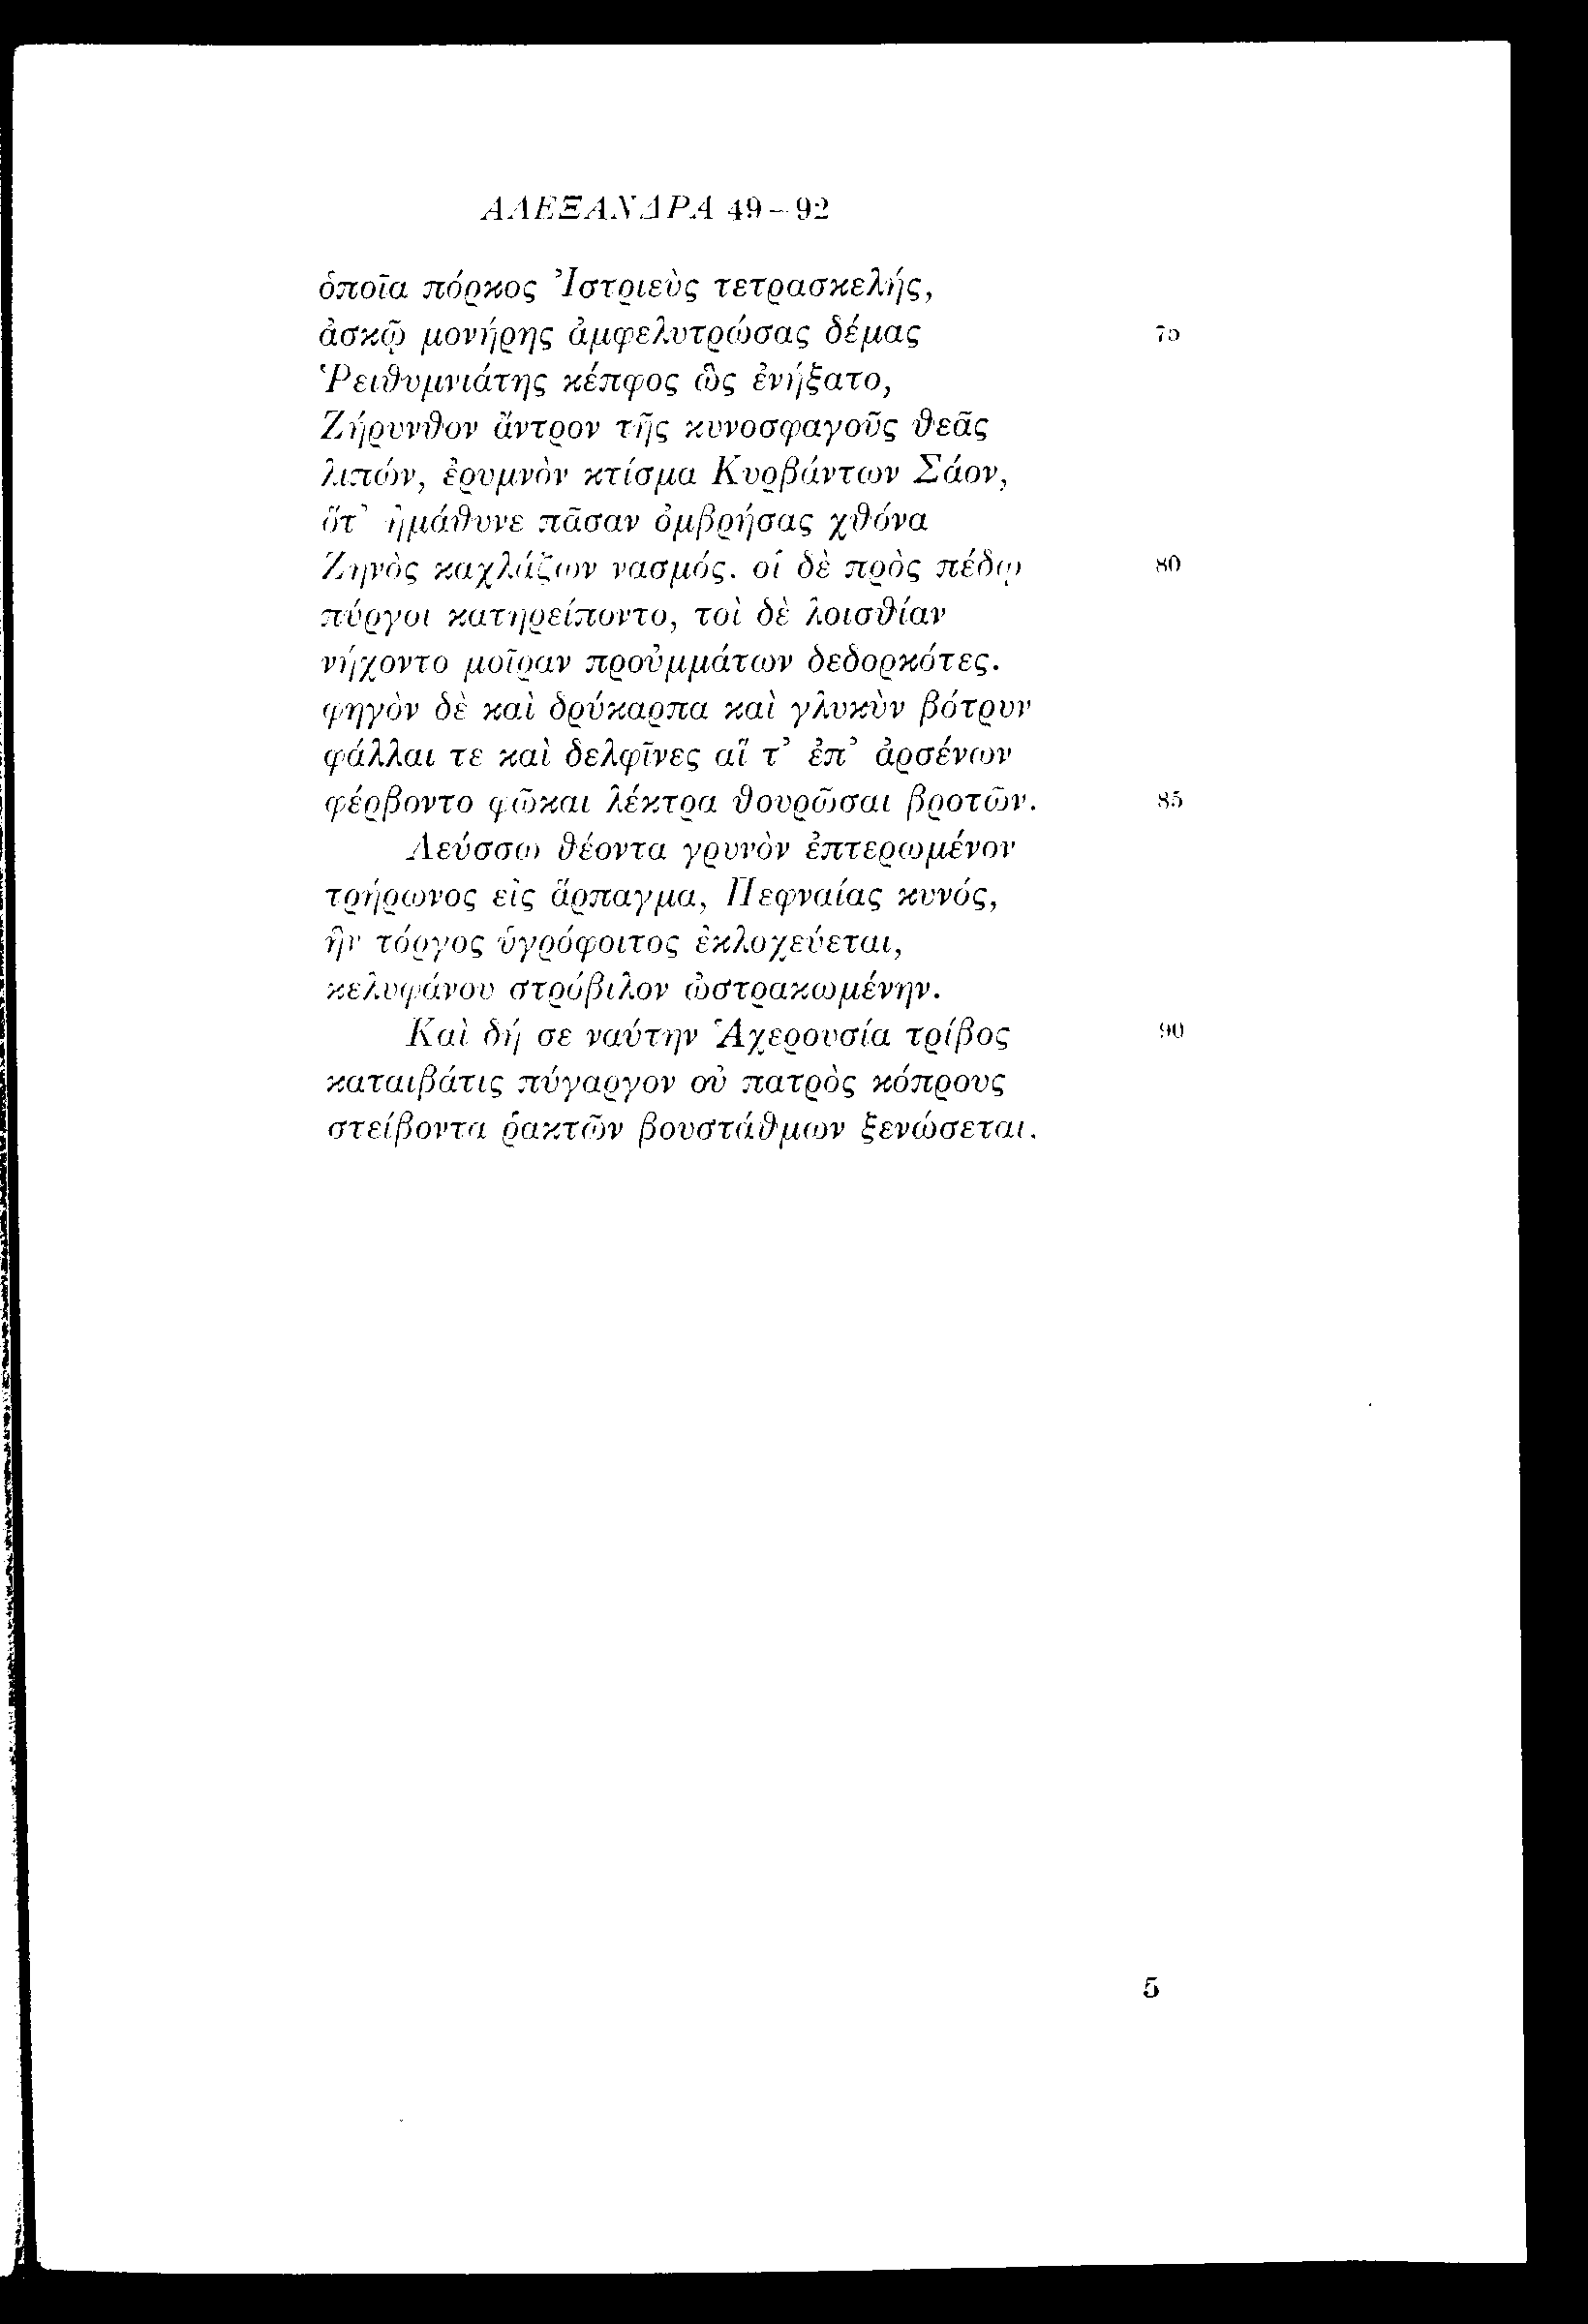 ΑΛΕΞΑΝΔΡΑ 49–92
ὁποῖα πόρκος Ἰστριεὺς τετρασκελής,
ἀσκῷ μονήρης ἀμφελυτρώσας δέμας 75
Ῥειθυμνιάτης κέπφος ὣς ἐνήξατο,
Ζήρυνθον ἄντρον τῆς κυνοσφαγοῦς θεᾶς
λιπών, ἐρυμνὸν κτίσμα Κυρβάντων Σάον,
ὅτ’ ἠμάθυνε πᾶσαν ὀμβρήσας χθόνα
Ζηνὸς καχλάζων νασμός. οἱ δὲ πρὸς πέδῳ 80
πύργοι κατηρείποντο, τοὶ δὲ λοισθίαν
νήχοντο μοῖραν προὐμμάτων δεδορκότες.
φηγὸν δὲ καὶ δρύκαρπα καὶ γλυκὺν βότρυν
φάλλαι τε καὶ δελφῖνες αἵ τ’ ἐπ’ ἀρσένων
φέρβοντο φῶκαι λέκτρα θουρῶσαι βροτῶν. 85
Λεύσσω θέοντα γρυνὸν ἐπτερωμένον
τρήρωνος εἰς ἅρπαγμα, Πεφναίας κυνός,
ἣν τόργος ὑγρόφοιτος ἐκλοχεύεται,
κελυφάνου στρόβιλον ὠστρακωμένην.
Καὶ δή σε ναύτην Ἀχερουσία τρίβος 90
καταιβάτις πύγαργον οὐ πατρὸς κόπρους
στείβοντα ῥακτῶν βουστάθμων ξενώσεται.
5